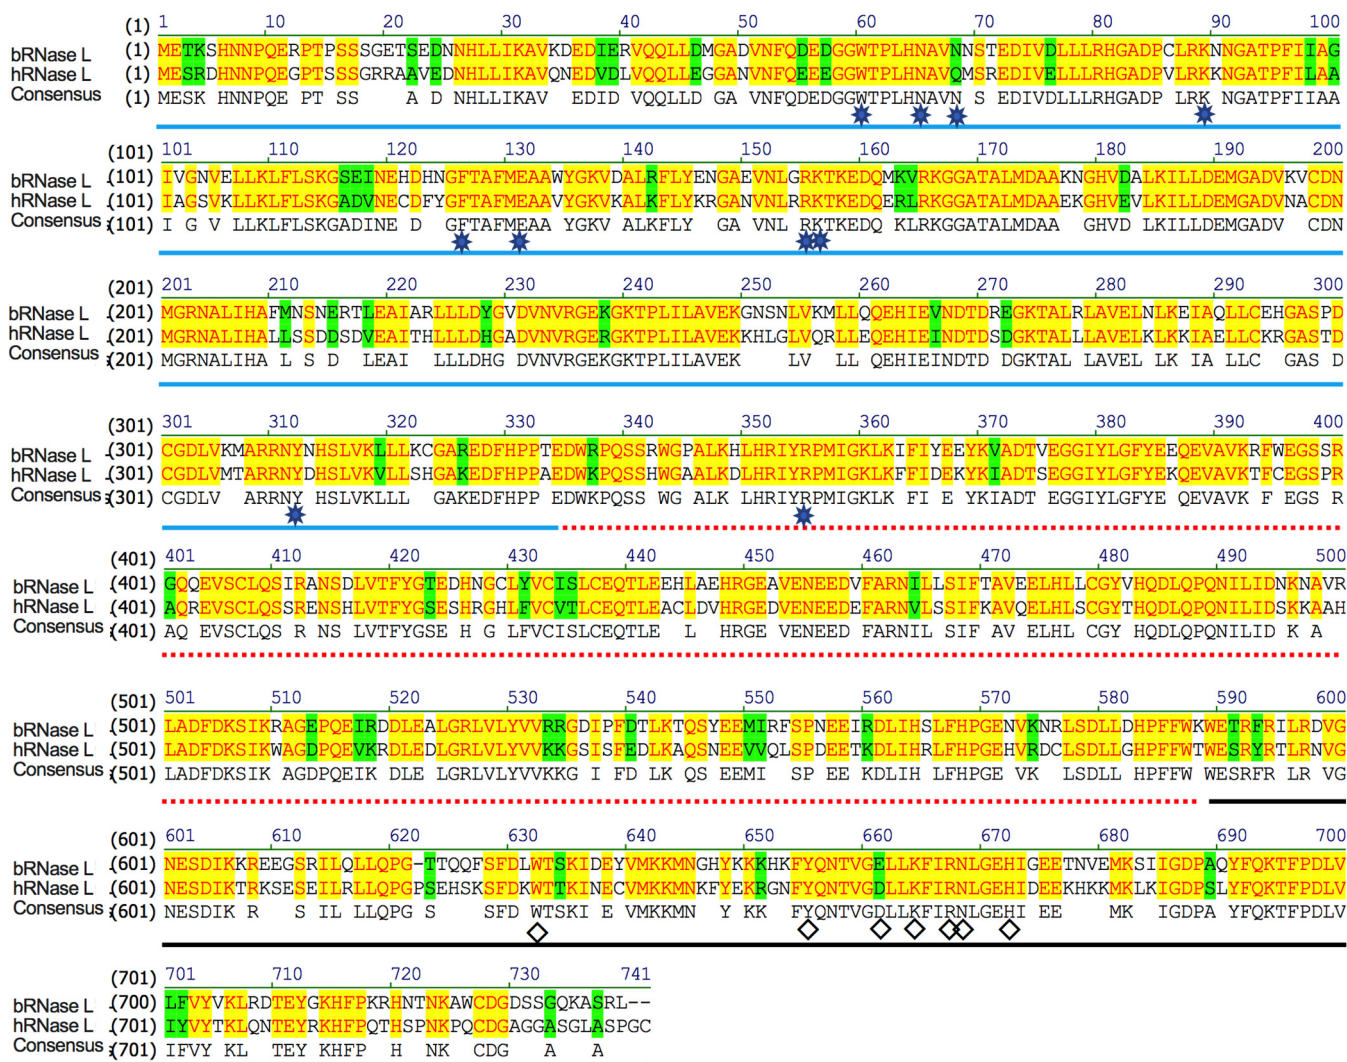 (1) 1 10 20 30 40 50 60 70 80 90 100
bRNase L (1) METKSHNNPQERPTPSSSGETSEDNNHLLIKAVKDEDIERVQQLLDMGADVNFQDEDGGWTPLHNAVNNSTEDIVDLLLRHGADPCLRKNNGATPFIIAG
hRNase L (1) MESRDHNNPQEGPTSSSGRRAAVEDNHLLIKAVQNEDVDLVQQLLEGGANVNFQEEEGGWTPLHNAVQMSREDIVELLLRHGADPVLRKKNGATPFILAA
Consensus (1) MESK HNNPQE PT SS A D NHLLIKAV EDID VQQLLD GA VNFQDEDGGWTPLHNAVN S EDIVDLLLRHGADP LRK NGATPFIIAA
(101) 101 110 120 130 140 150 160 170 180 190 200
bRNase L (101) IVGNVELLKLFLSKGSEINEHDHNGFTAFMEAAWYGKVDALRFLYENGAEVNLGRKTKEDQMKVRKGGATALMDAAKNGHVDALKILLDEMGADVKVCDN
hRNase L (101) IAGSVKLLKLFLSKGADVNECDFYGFTAFMEAAVYGKVKALKFLYKRGANVNLRRKTKEDQERLRKGGATALMDAAEKGHVEVLKILLDEMGADVNACDN
Consensus (101) I G V LLKLFLSKGADINE D GFTAFMEAA YGKV ALKFLY GA VNL RKTKEDQ KLRKGGATALMDAA GHVD LKILLDEMGADV CDN
(201) 201 210 220 230 240 250 260 270 280 290 300
bRNase L (201) MGRNALIHAFMNSNERTLEAIARLLLDYGVDVNVRGEKGKTPLILAVEKGNSNLVKMLLQQEHIEVNDTDREGKTALRLAVELNLKEIAQLLCEHGASPD
hRNase L (201) MGRNALIHALLSSDDSDVEAITHLLLDHGADVNVRGERGKTPLILAVEKKHLGLVQRLLEQEHIEINDTDSDGKTALLLAVELKLKKIAELLCKRGASTD
Consensus (201) MGRNALIHA L S D LEAI LLLDHG DVNVRGEKGKTPLILAVEK LV LL QEHIEINDTD DGKTAL LAVEL LK IA LLC GAS D
(301) 301 310 320 330 340 350 360 370 380 390 400
bRNase L (301) CGDLVKMARRNYNHSLVKLLLKCGAREDFHPPTEDWRPQSSRWGPALKHLHRIYRPMIGKLKIFIYEEYKVADTVEGGIYLGFYEEQEVAVKRFWEGSSR
hRNase L (301) CGDLVMTARRNYDHSLVKVLLSHGAKEDFHPPAEDWKPQSSHWGAALKDLHRIYRPMIGKLKFFIDEKYKIADTSEGGIYLGFYEKQEVAVKTFCEGSPR
Consensus (301) CGDLV ARRNY HSLVKLLL GAKEDFHPP EDWKPQSS WG ALK LHRIYRPMIGKLK FI E YKIADT EGGIYLGFYE QEVAVK F EGS R
(401) 401 410 420 430 440 450 460 470 480 490 500
bRNase L (401) GQQEVSCLQSIRANSDLVTFYGTEDHNGCLYVCISLCEQTLEEHLAEHRGEAVENEEDVFARNILLSIFTAVEELHLLCGYVHQDLQPQNILIDNKNAVR
hRNase L (401) AQREVSCLQSSRENSHLVTFYGSESHRGHLFVCVTLCEQTLEACLDVHRGEDVENEEDEFARNVLSSIFKAVQELHLSCGYTHQDLQPQNILIDSKKAAH
Consensus (401) AQ EVSCLQS R NS LVTFYGSE H G LFVCISLCEQTLE L HRGE VENEED FARNIL SIF AV ELHL CGY HQDLQPQNILID K A
(501) 501 510 520 530 540 550 560 570 580 590 600
bRNase L (501) LADFDKSIKRAGEPQEIRDDLEALGRLVLYVVRRGDIPFDTLKTQSYEEMIRFSPNEEIRDLIHSLFHPGENVKNRLSDLLDHPFFWKWETRFRILRDVG
hRNase L (501) LADFDKSIKWAGDPQEVKRDLEDLGRLVLYVVKKGSISFEDLKAQSNEEVVQLSPDEETKDLIHRLFHPGEHVRDCLSDLLGHPFFWTWESRYRTLRNVG
Consensus (501) LADFDKSIK AGDPQEIK DLE LGRLVLYVVKKG I FD LK QS EEMI SP EE KDLIH LFHPGE VK LSDLL HPFFW WESRFR LR VG
(601) 601 610 620 630 640 650 660 670 680 690 700
bRNase L (601) NESDIKKREEGSRILQLLQPG-TTQQFSFDLWTSKIDEYVMKKMNGHYKKKHKFYQNTVGELLKFIRNLGEHIGEETNVEMKSIIGDPAQYFQKTFPDLV
hRNase L (601) NESDIKTRKSESEILRLLQPGPSEHSKSFDKWTTKINECVMKKMNKFYEKRGNFYQNTVGDLLKFIRNLGEHIDEEKHKKMKLKIGDPSLYFQKTFPDLV
Consensus (601) NESDIK R S IL LLQPG S SFD WTSKI E VMKKMN Y KK FYQNTVGDLLKFIRNLGEHI EE MK IGDPA YFQKTFPDLV
(701) 701 710 720 730 741
bRNase L (700) LFVYVKLRDTEYGKHFPKRHNTNKAWCDGDSSGQKASRL--
hRNase L (701) IYVYTKLQNTEYRKHFPQTHSPNKPQCDGAGGASGLASPGC
Consensus (701) IFVY KL TEY KHFP H NK CDG A A